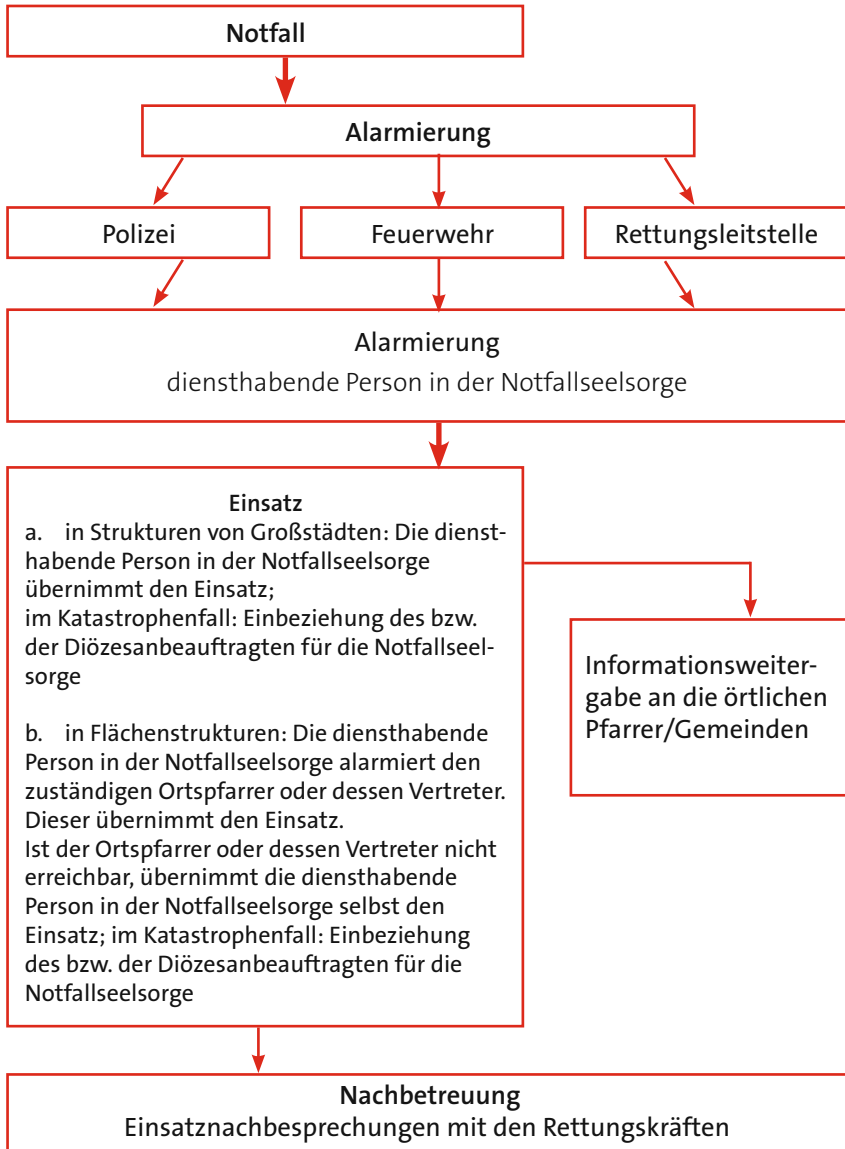 Notfall
Alarmierung
Polizei
Feuerwehr
Rettungsleitstelle
Alarmierung
diensthabende Person in der Notfallseelsorge
Einsatz
a. in Strukturen von Großstädten: Die dienst-
habende Person in der Notfallseelsorge
übernimmt den Einsatz;
im Katastrophenfall: Einbeziehung des bzw.
der Diözesanbeauftragten für die Notfallseel-
sorge
b. in Flächenstrukturen: Die diensthabende
Person in der Notfallseelsorge alarmiert den
zuständigen Ortspfarrer oder dessen Vertreter.
Dieser übernimmt den Einsatz.
Ist der Ortspfarrer oder dessen Vertreter nicht
erreichbar, übernimmt die diensthabende
Person in der Notfallseelsorge selbst den
Einsatz; im Katastrophenfall: Einbeziehung
des bzw. der Diözesanbeauftragten für die
Notfallseelsorge
Informationsweiter-
gabe an die örtlichen
Pfarrer/Gemeinden
Nachbetreuung
Einsatznachbesprechungen mit den Rettungskräften